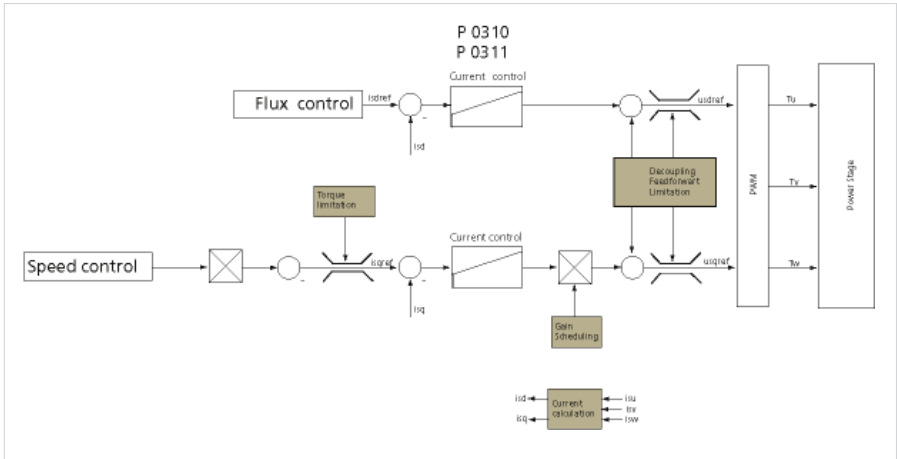 P 0310
P 0311
Current control
Flux control
isdref
-
isd
usdref
Tu
Decoupling
Feedforwart
Limitation
PWM
Tv
Power Stage
Torque
limitation
Speed control
-
isqref
-
isq
Current control
usqref
Tw
Gain
Scheduling
isd
isq
Current
calculation
isu
isv
isw